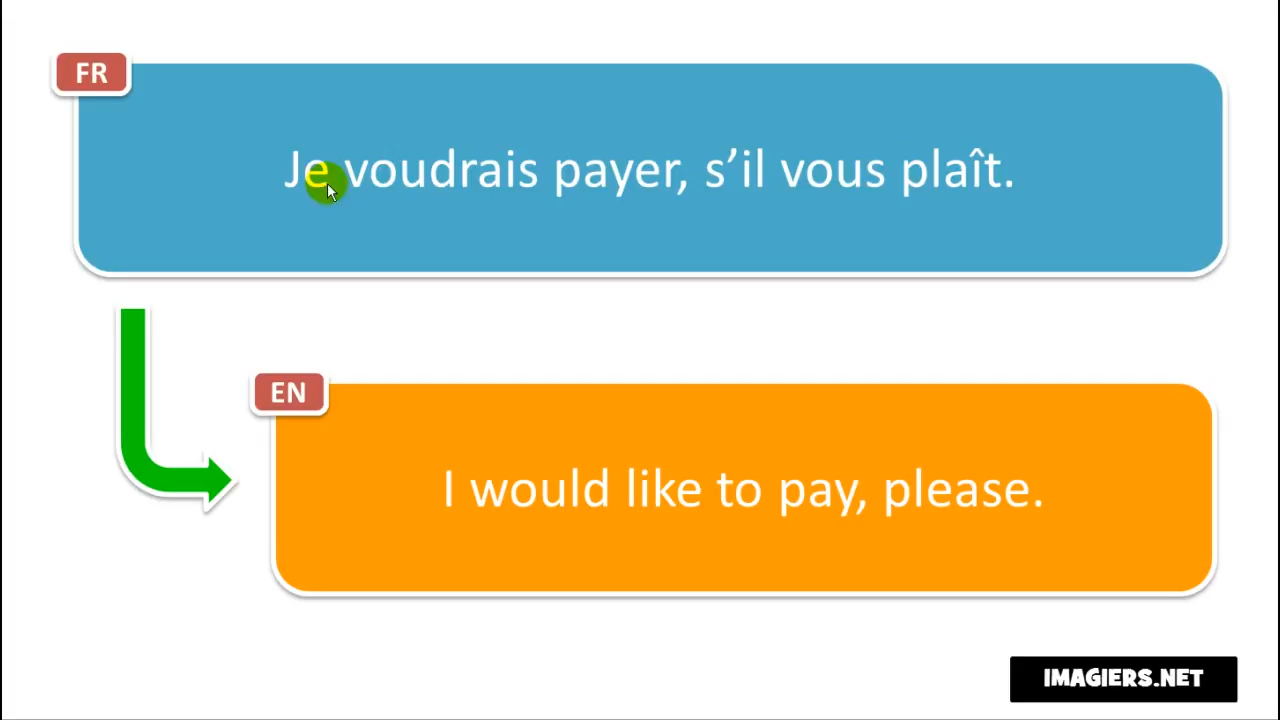 FR
Je voudrais payer, s’il vous plaît.
EN
I would like to pay, please.
IMAGIERS.NET